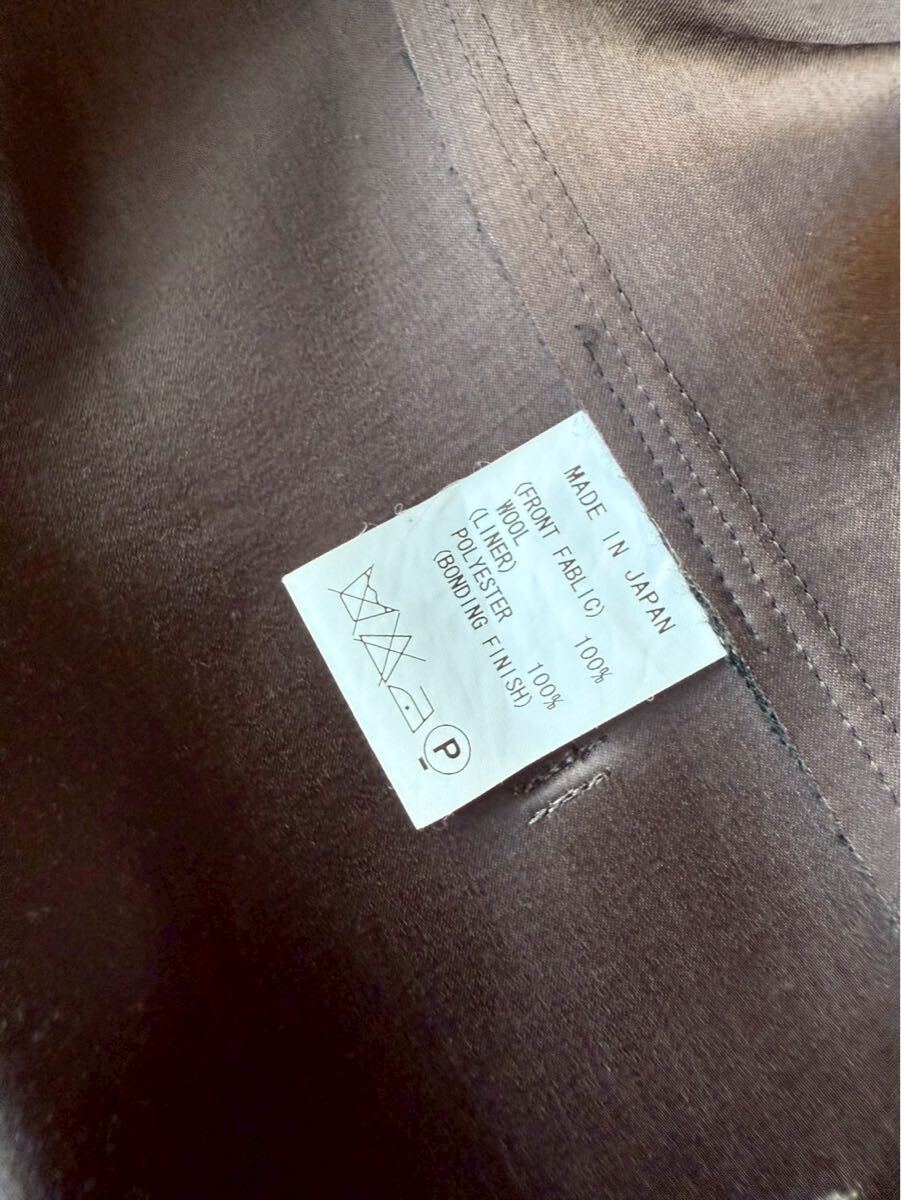 MADE IN JAPAN
(FRONT FABLIC)
WOOL 100%
(LINER)
POLYESTER 100%
(BONDING FINISH)
P